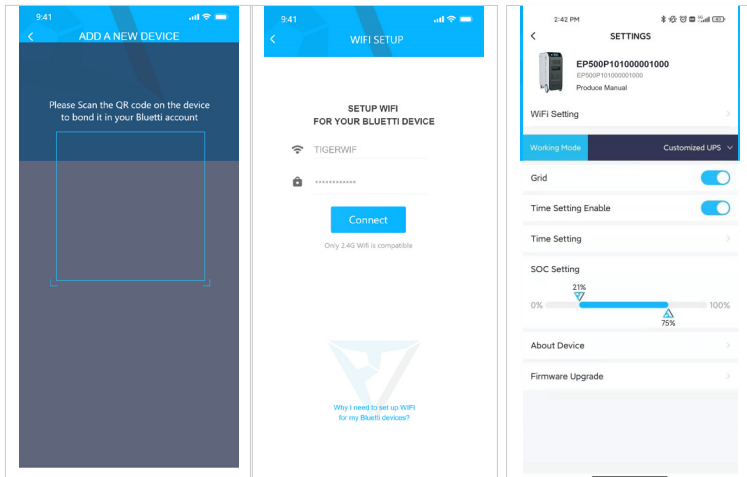 9:41
ADD A NEW DEVICE
Please Scan the QR code on the device
to bond it in your Bluetti account
9:41
WIFI SETUP
SETUP WIFI
FOR YOUR BLUETTI DEVICE
TIGERWIF
************
Connect
Only 2.4G Wifi is compatible
Why I need to set up WIFI
for my Bluetti devices?
2:42 PM
SETTINGS
EP500P101000001000
EP500P101000001000
Produce Manual
WiFi Setting
Working Mode
Customized UPS
Grid
Time Setting Enable
Time Setting
SOC Setting
21%
0%
100%
75%
About Device
Firmware Upgrade